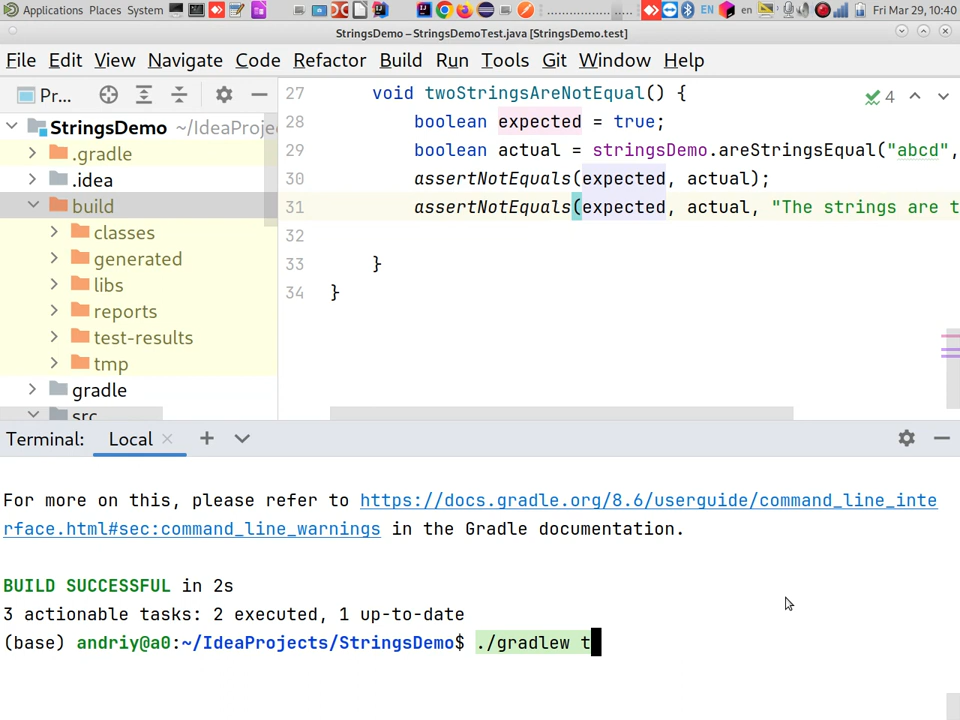 Applications Places System EN en Fri Mar 29, 10:40
StringsDemo – StringsDemoTest.java [StringsDemo.test]
File Edit View Navigate Code Refactor Build Run Tools Git Window Help
Pr...
StringsDemo ~/IdeaProje
.gradle
.idea
build
classes
generated
libs
reports
test-results
tmp
gradle
src
4
27 void twoStringsAreNotEqual() {
28 boolean expected = true;
29 boolean actual = stringsDemo.areStringsEqual("abcd",
30 assertNotEquals(expected, actual);
31 assertNotEquals(expected, actual, "The strings are t
32
33 }
34 }
Terminal: Local
For more on this, please refer to https://docs.gradle.org/8.6/userguide/command_line_inte
rface.html#sec:command_line_warnings in the Gradle documentation.
BUILD SUCCESSFUL in 2s
3 actionable tasks: 2 executed, 1 up-to-date
(base) andriy@a0:~/IdeaProjects/StringsDemo$ ./gradlew t